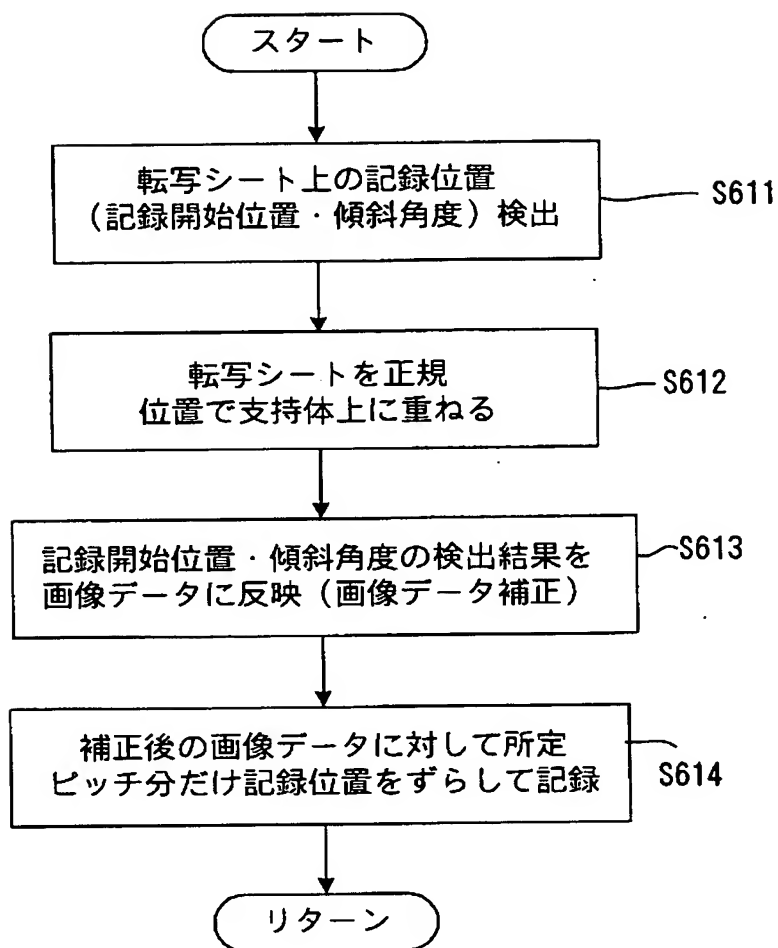 スタート
転写シート上の記録位置
(記録開始位置・傾斜角度)検出
S611
転写シートを正規
位置で支持体上に重ねる
S612
記録開始位置・傾斜角度の検出結果を
画像データに反映(画像データ補正)
S613
補正後の画像データに対して所定
ピッチ分だけ記録位置をずらして記録
S614
リターン